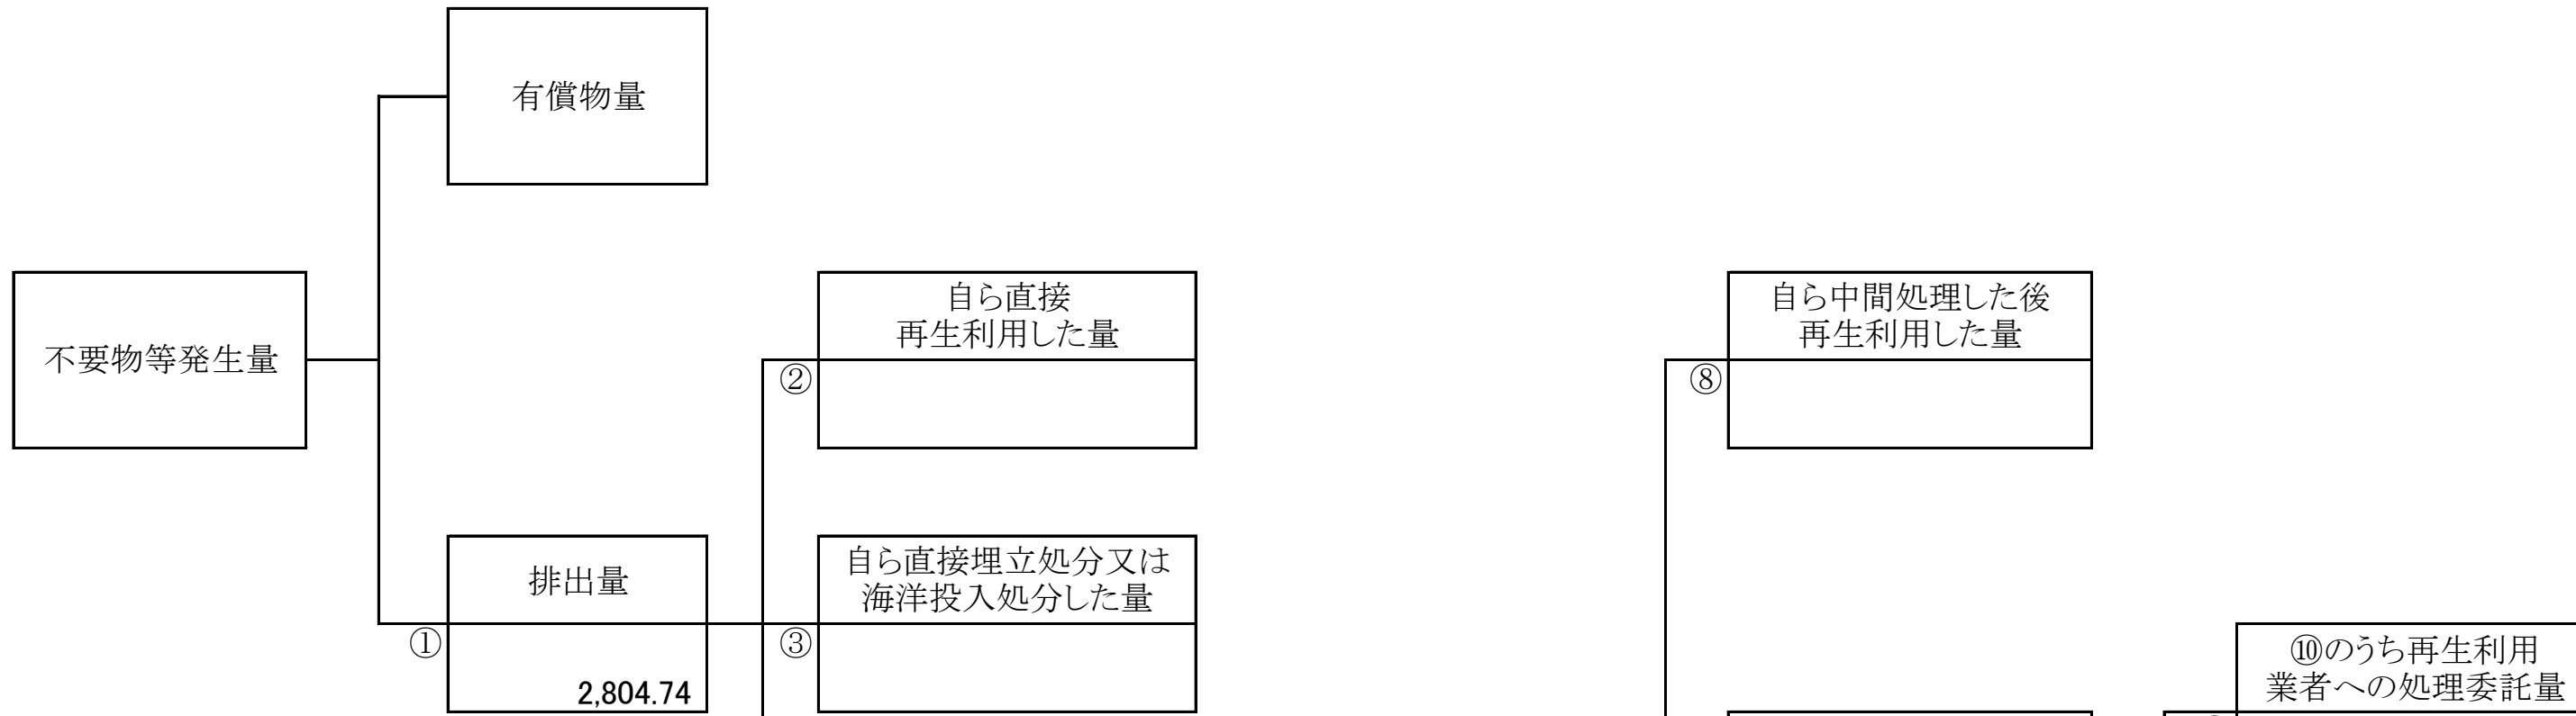 有償物量
不要物等発生量
自ら直接
再生利用した量
②
自ら中間処理した後
再生利用した量
⑧
排出量
①
2,804.74
自ら直接埋立処分又は
海洋投入処分した量
③
⑩のうち再生利用
業者への処理委託量